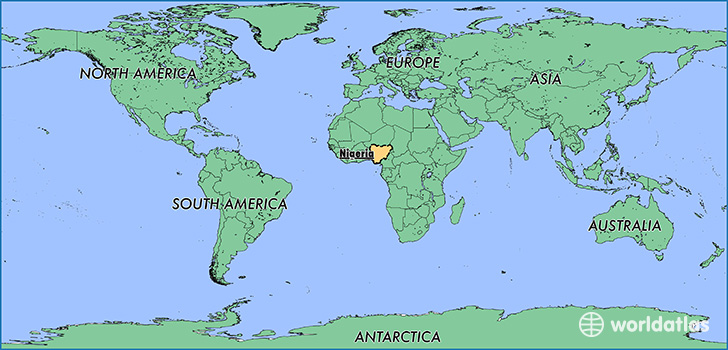 NORTH AMERICA
EUROPE
ASIA
Nigeria
SOUTH AMERICA
AUSTRALIA
ANTARCTICA
worldatlas